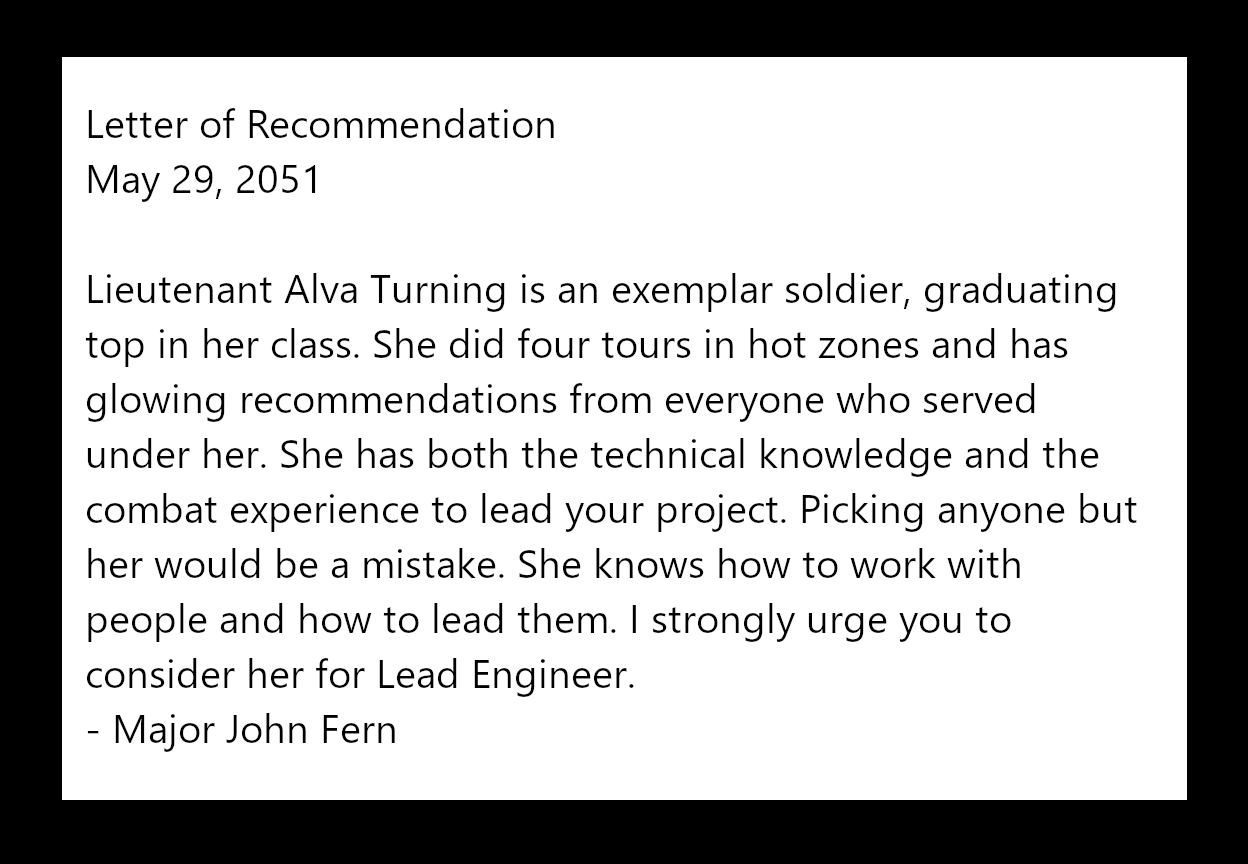 Letter of Recommendation
May 29, 2051
Lieutenant Alva Turning is an exemplar soldier, graduating
top in her class. She did four tours in hot zones and has
glowing recommendations from everyone who served
under her. She has both the technical knowledge and the
combat experience to lead your project. Picking anyone but
her would be a mistake. She knows how to work with
people and how to lead them. I strongly urge you to
consider her for Lead Engineer.
- Major John Fern